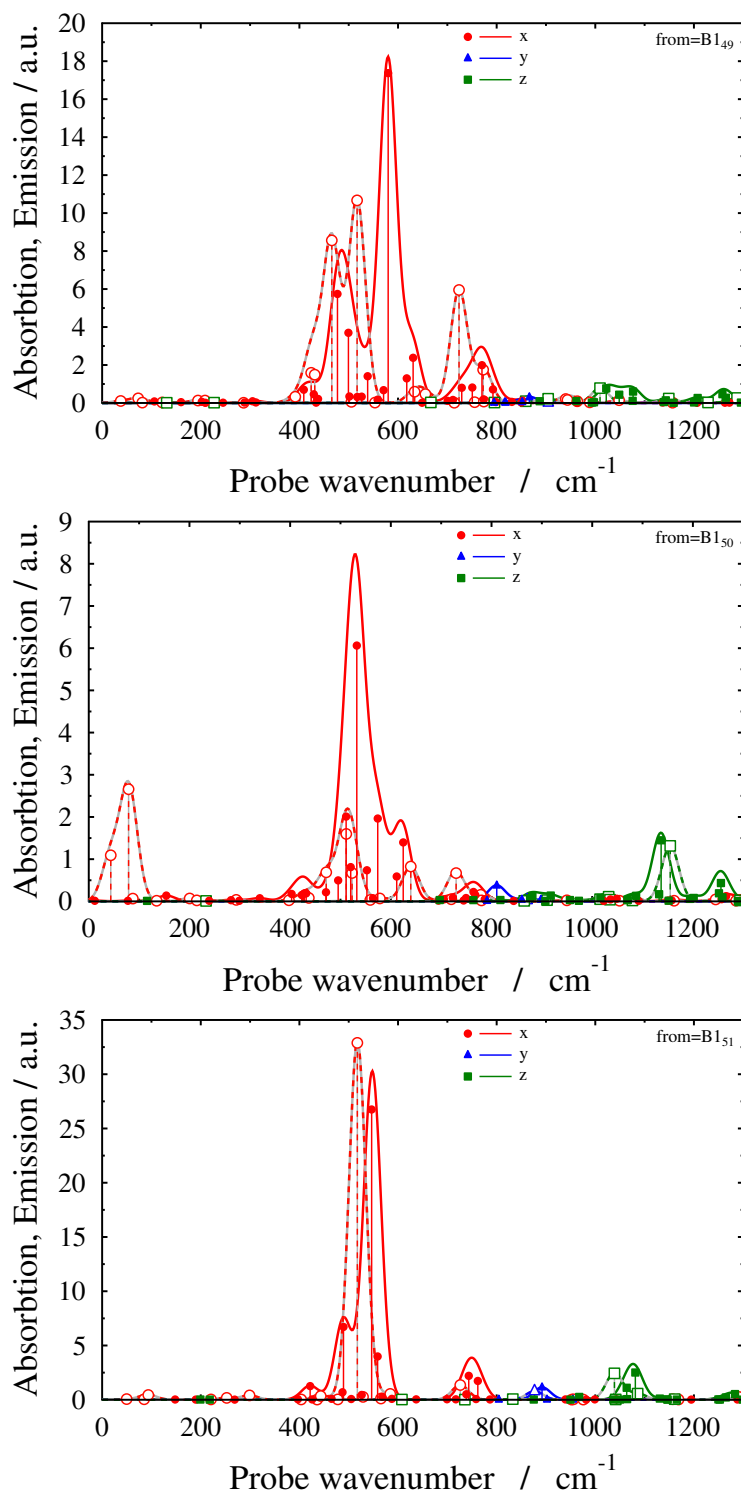 20
18
16
14
12
10
8
6
4
2
0
Absorbtion, Emission / a.u.
x
y
z
from=B1₄₉
0 200 400 600 800 1000 1200
Probe wavenumber / cm⁻¹
9
8
7
6
5
4
3
2
1
0
Absorbtion, Emission / a.u.
x
y
z
from=B1₅₀
0 200 400 600 800 1000 1200
Probe wavenumber / cm⁻¹
35
30
25
20
15
10
5
0
Absorbtion, Emission / a.u.
x
y
z
from=B1₅₁
0 200 400 600 800 1000 1200
Probe wavenumber / cm⁻¹